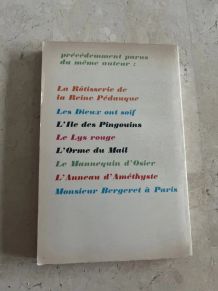 précédemment parus
du même auteur :
La Rôtisserie de
la Reine Pédauque
Les Dieux ont soif
L'Ile des Pingouins
Le Lys rouge
L'Orme du Mail
Le Mannequin d'Osier
L'Anneau d'Améthyste
Monsieur Bergeret à Paris